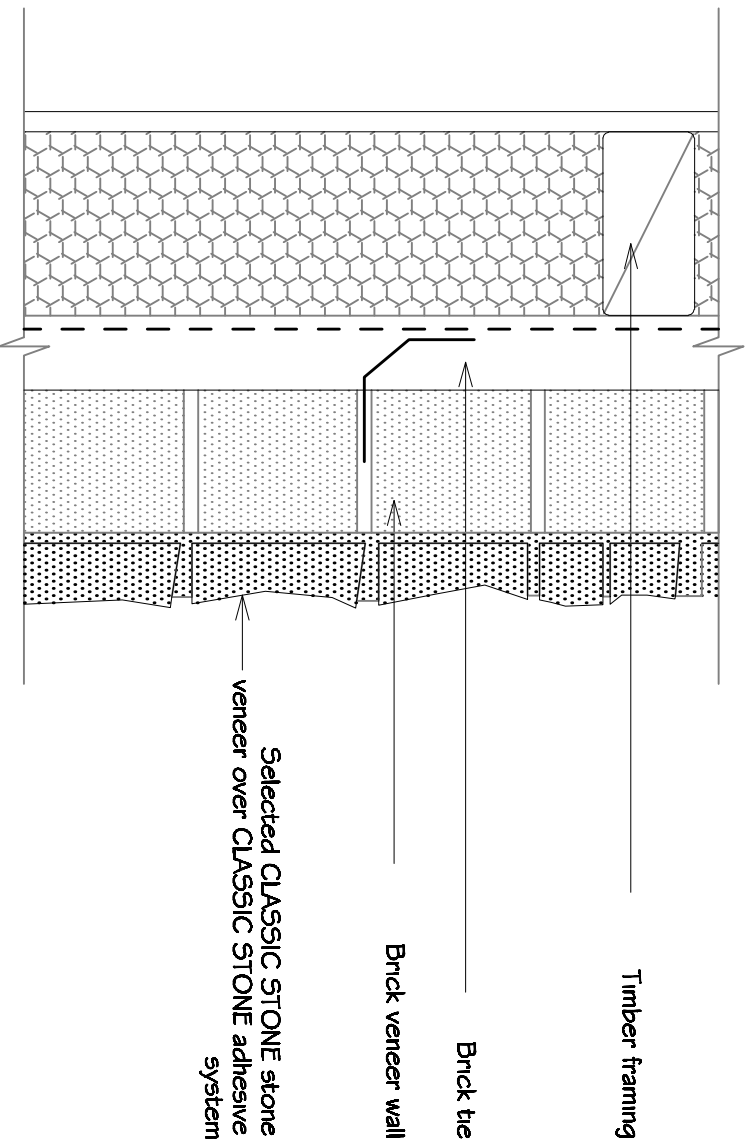 Timber framing
Brick tie
Brick veneer wall
Selected CLASSIC STONE stone
veneer over CLASSIC STONE adhesive
system